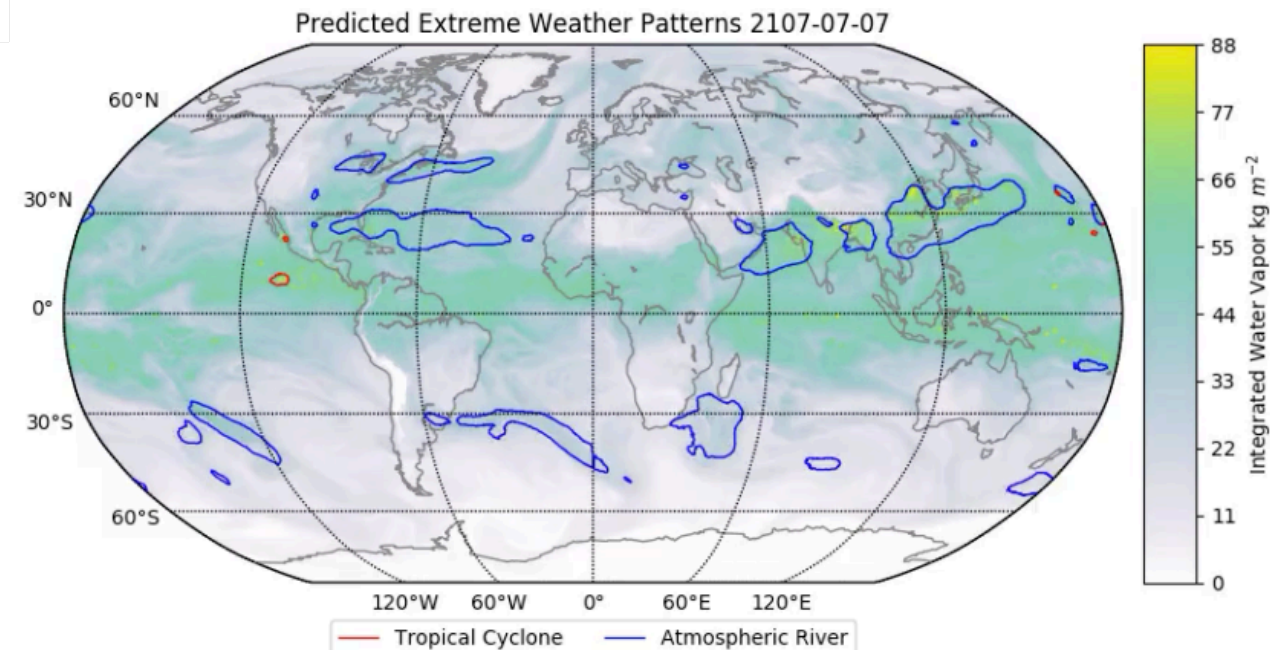 Predicted Extreme Weather Patterns 2107-07-07
60°N
30°N
0°
30°S
60°S
120°W 60°W 0° 60°E 120°E
Tropical Cyclone Atmospheric River
88
77
66
55
44
33
22
11
0
Integrated Water Vapor kg m⁻²